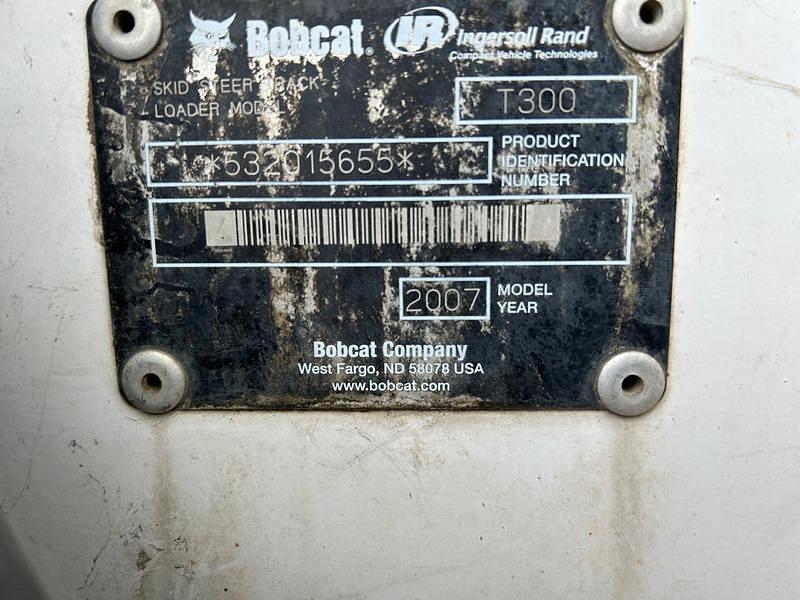 Bobcat® IR Ingersoll Rand
Compact Vehicle Technologies
SKID STEER TRACK
LOADER MODEL
T300
*532015655*
PRODUCT
IDENTIFICATION
NUMBER
2007
MODEL
YEAR
Bobcat Company
West Fargo, ND 58078 USA
www.bobcat.com